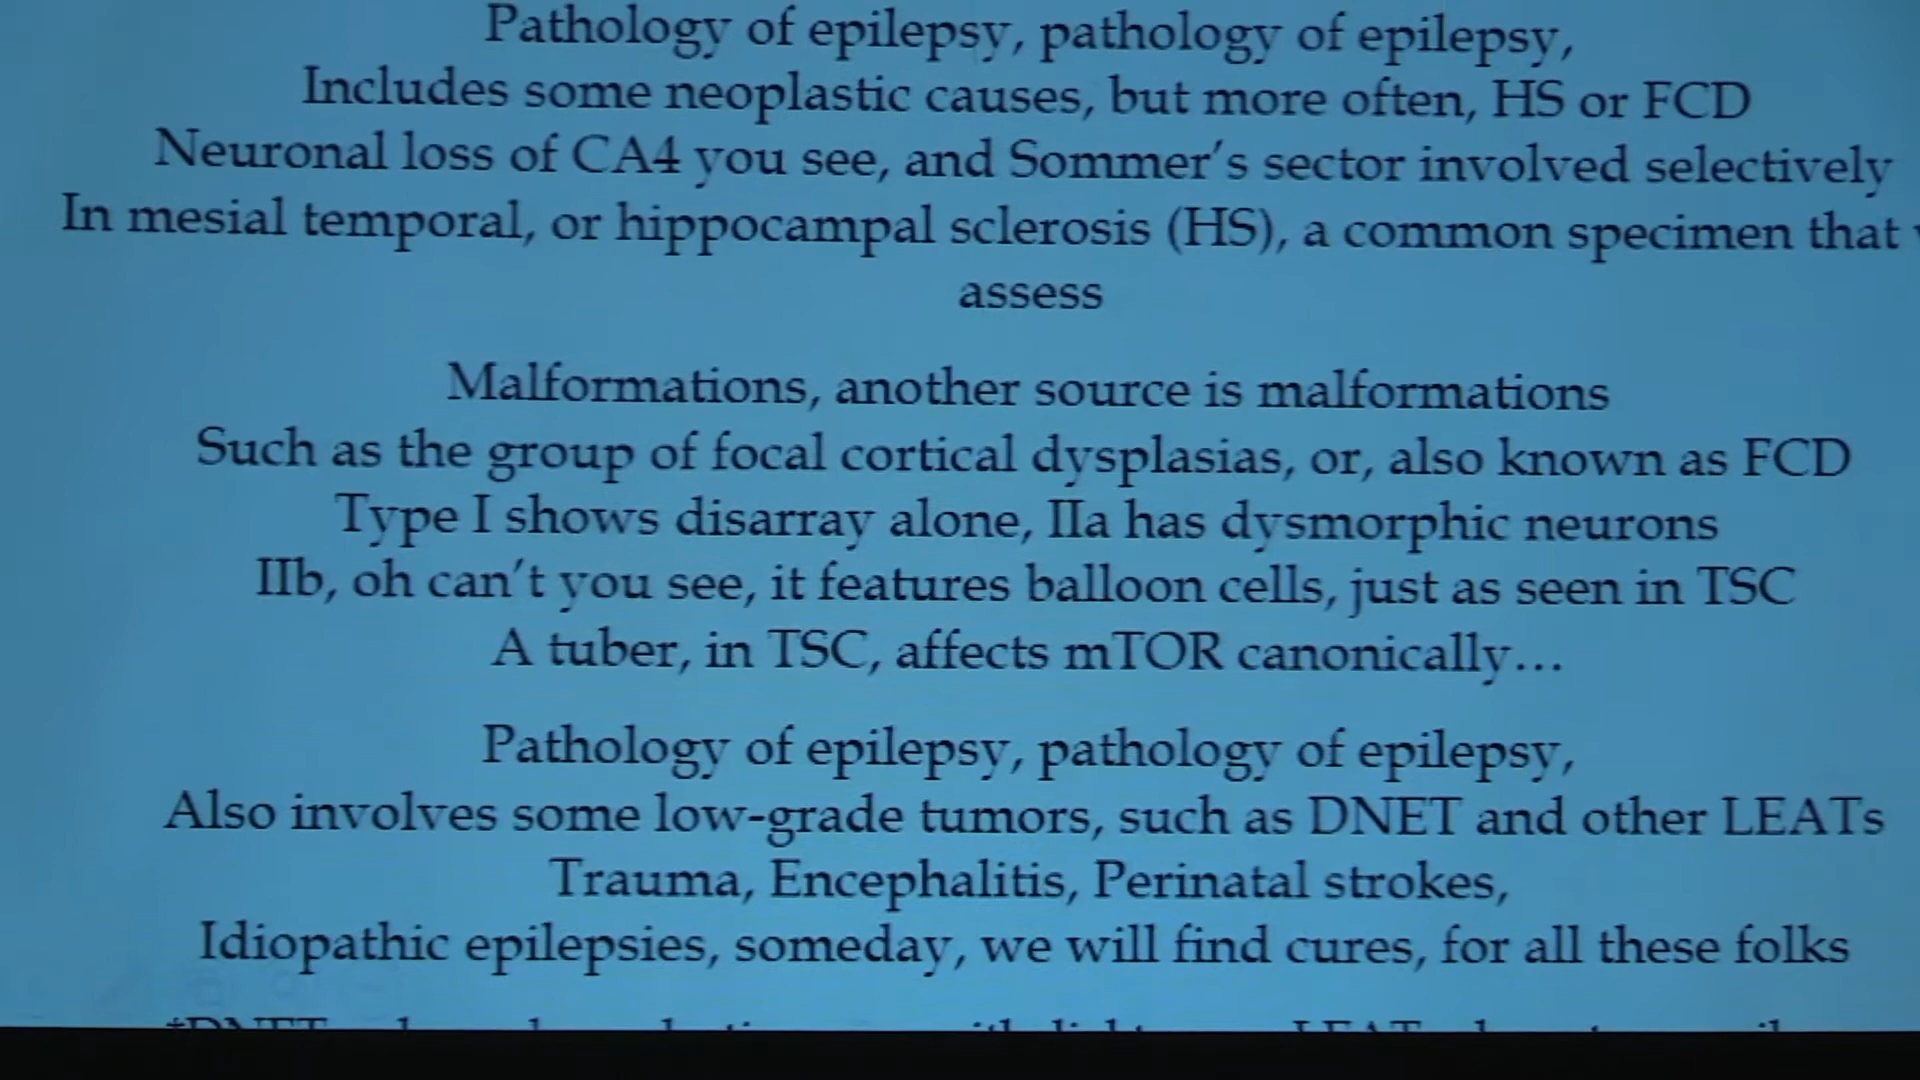 Pathology of epilepsy, pathology of epilepsy,
Includes some neoplastic causes, but more often, HS or FCD
Neuronal loss of CA4 you see, and Sommer's sector involved selectively
In mesial temporal, or hippocampal sclerosis (HS), a common specimen that
assess
Malformations, another source is malformations
Such as the group of focal cortical dysplasias, or, also known as FCD
Type I shows disarray alone, IIa has dysmorphic neurons
IIb, oh can't you see, it features balloon cells, just as seen in TSC
A tuber, in TSC, affects mTOR canonically…
Pathology of epilepsy, pathology of epilepsy,
Also involves some low-grade tumors, such as DNET and other LEATs
Trauma, Encephalitis, Perinatal strokes,
Idiopathic epilepsies, someday, we will find cures, for all these folks